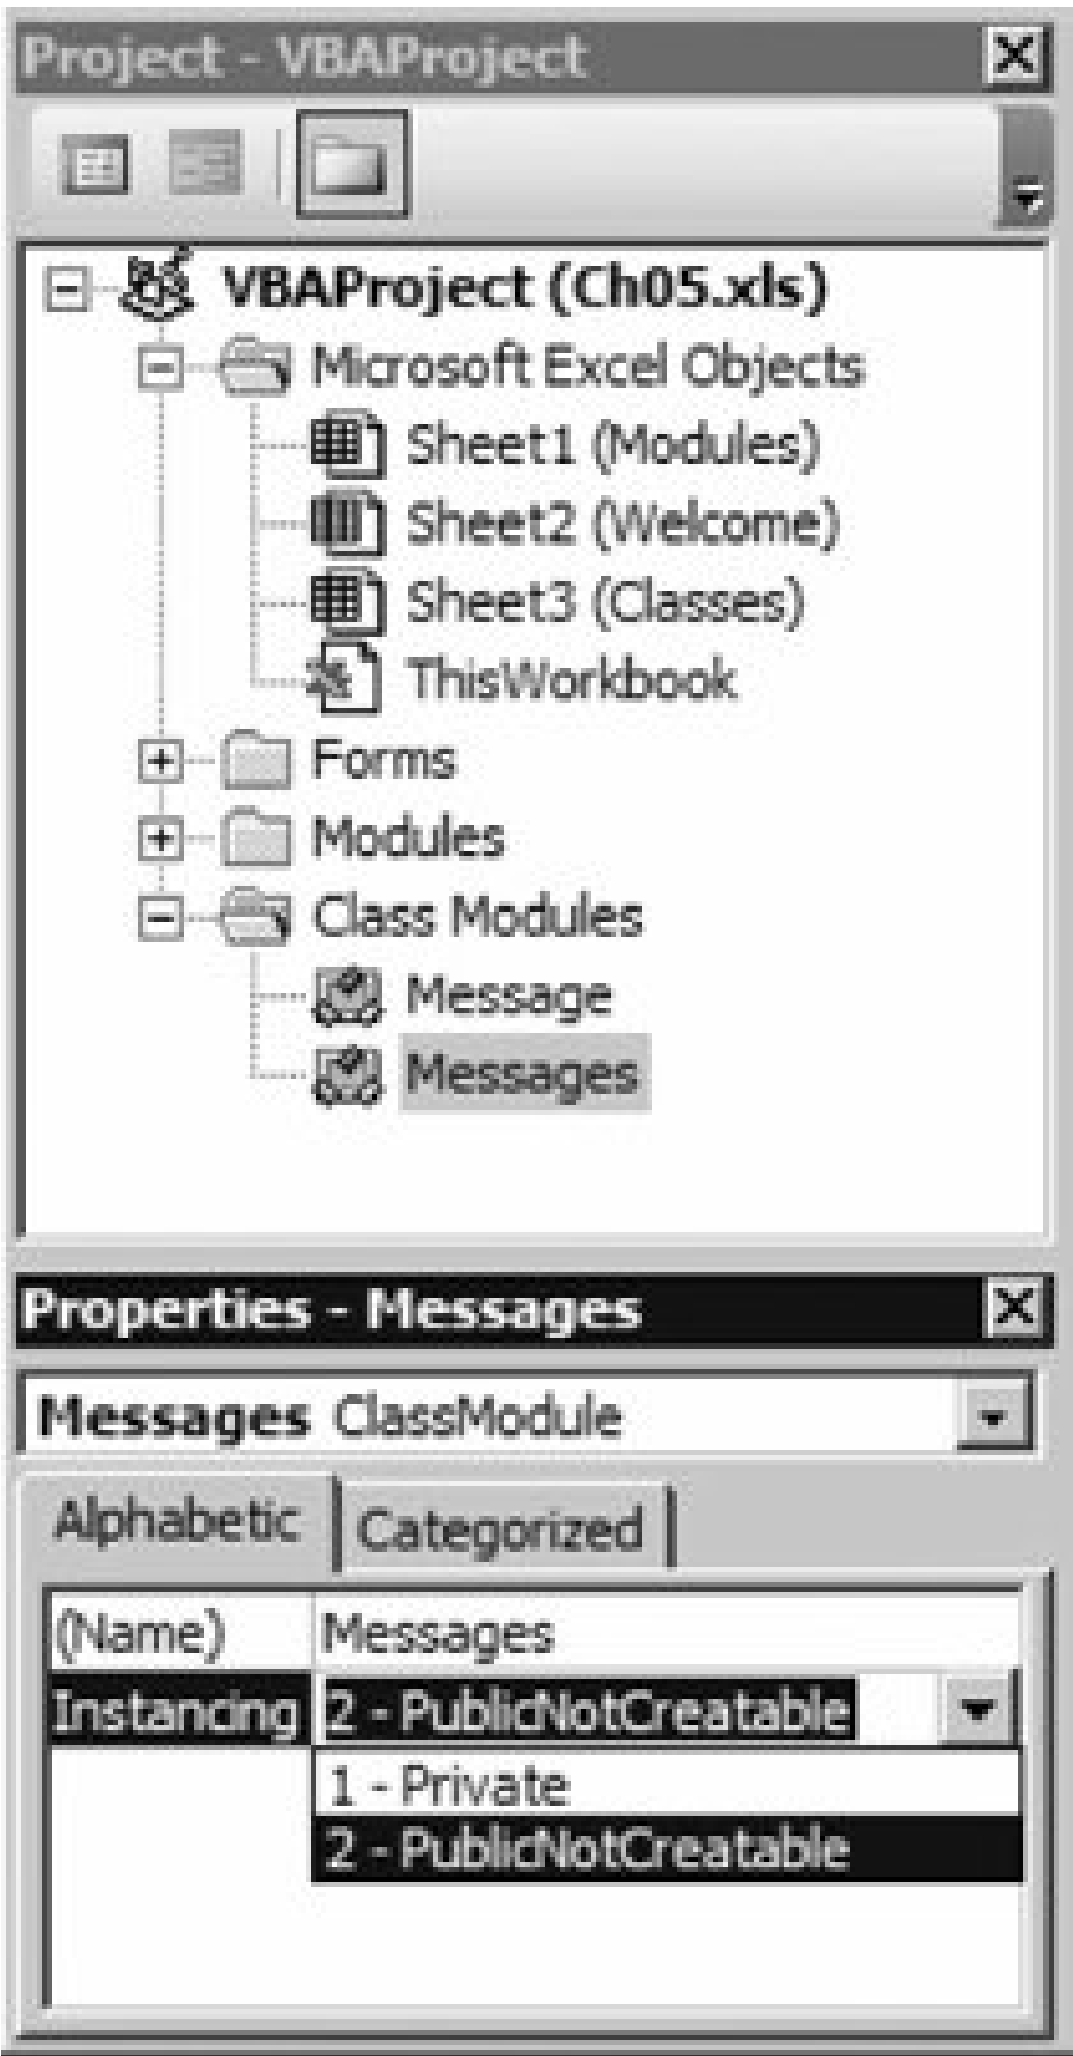 Project - VBAProject
VBAProject (Ch05.xls)
Microsoft Excel Objects
Sheet1 (Modules)
Sheet2 (Welcome)
Sheet3 (Classes)
ThisWorkbook
Forms
Modules
Class Modules
Message
Messages
Properties - Messages
Messages ClassModule
Alphabetic Categorized
(Name) Messages
Instancing 2 - PublicNotCreatable
1 - Private
2 - PublicNotCreatable